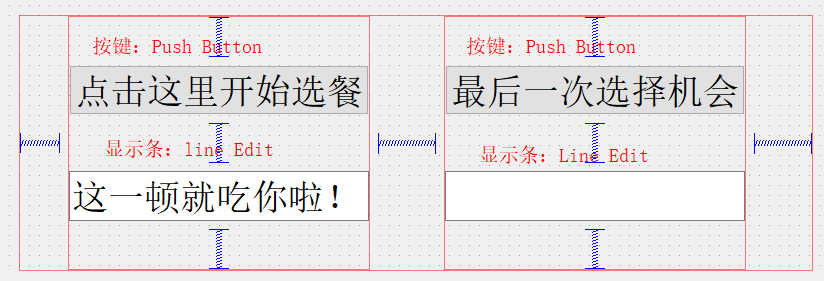 按键：Push Button
点击这里开始选餐
显示条：line Edit
这一顿就吃你啦！
按键：Push Button
最后一次选择机会
显示条：Line Edit